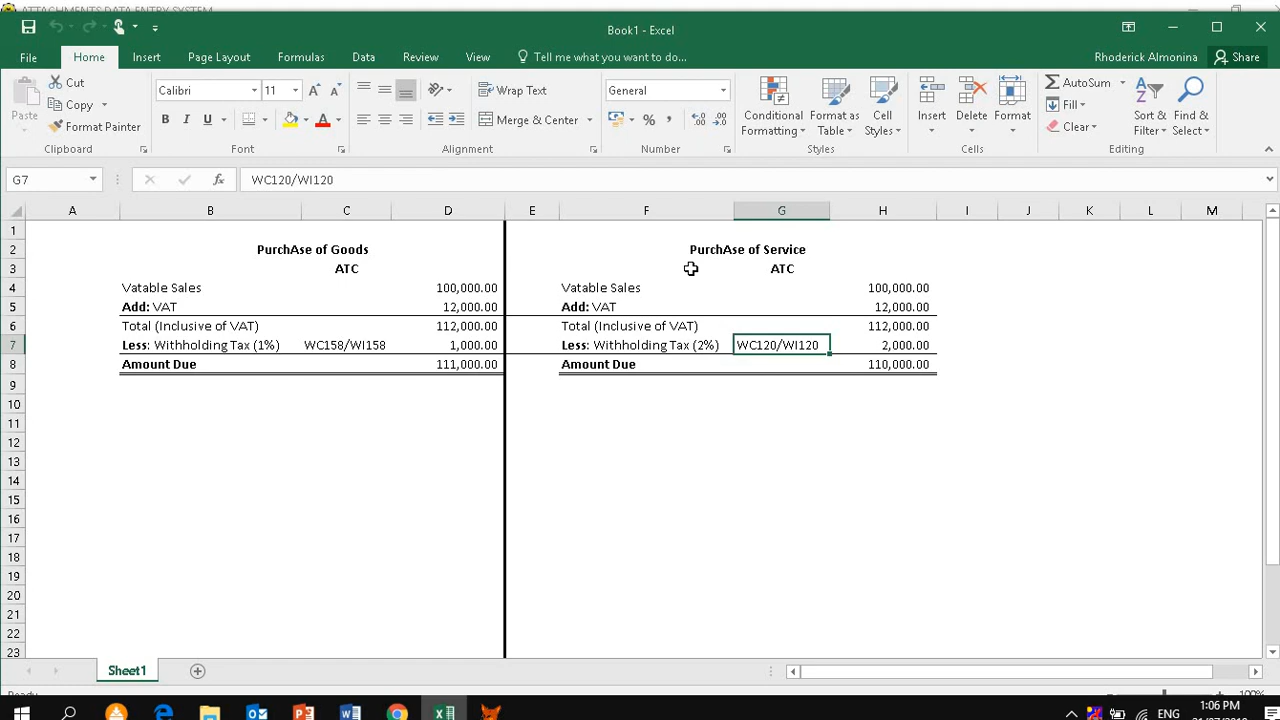 ATTACHMENTS DATA ENTRY SYSTEM
Book1 - Excel
File Home Insert Page Layout Formulas Data Review View Tell me what you want to do... Rhoderick Almonina Share
Paste
Cut
Copy
Format Painter
Clipboard
Calibri 11
B I U A
Font
Wrap Text
Merge & Center
Alignment
General
% ,
Number
Conditional Formatting
Format as Table
Cell Styles
Styles
Insert
Delete
Format
Cells
AutoSum
Fill
Clear
Sort & Filter
Find & Select
Editing
G7 fx WC120/WI120
A B C D E F G H I J K L M
1
2 PurchAse of Goods PurchAse of Service
3 ATC ATC
4 Vatable Sales 100,000.00 Vatable Sales 100,000.00
5 Add: VAT 12,000.00 Add: VAT 12,000.00
6 Total (Inclusive of VAT) 112,000.00 Total (Inclusive of VAT) 112,000.00
7 Less: Withholding Tax (1%) WC158/WI158 1,000.00 Less: Withholding Tax (2%) WC120/WI120 2,000.00
8 Amount Due 111,000.00 Amount Due 110,000.00
9
10
11
12
13
14
15
16
17
18
19
20
21
22
23
Sheet1
Ready 100%
ENG 1:06 PM